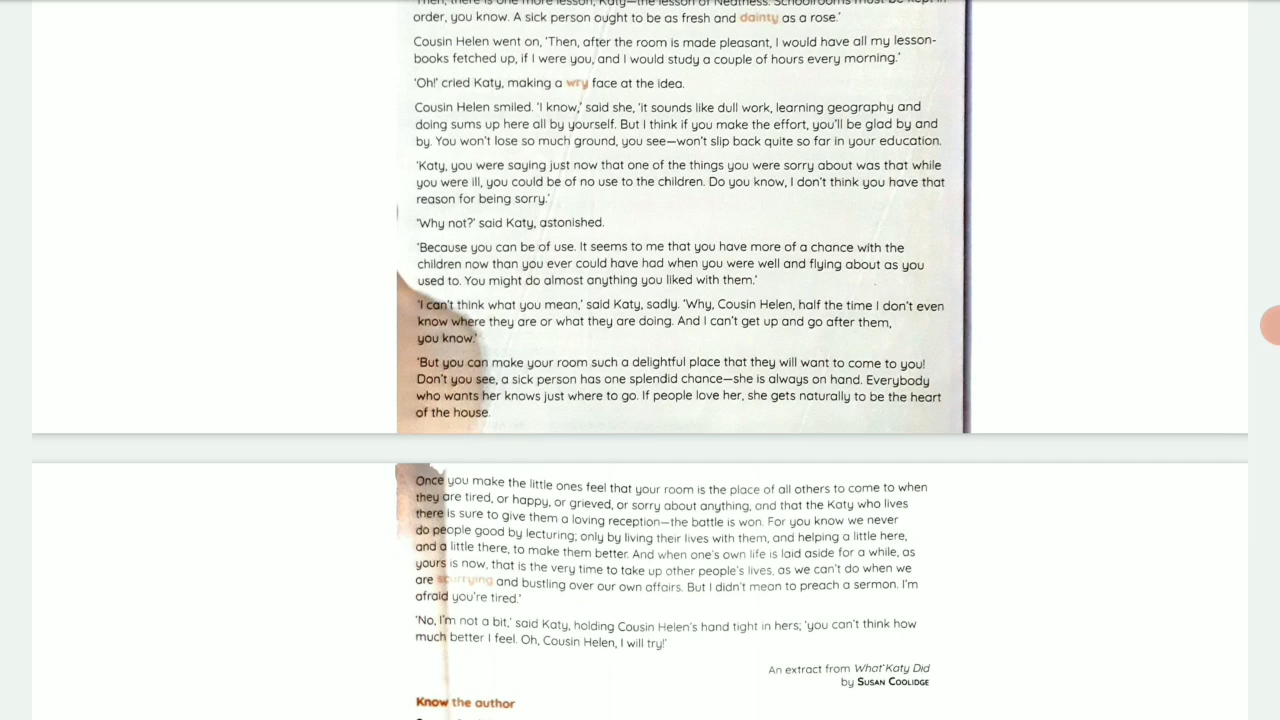 Then, there is one more lesson, Katy—the lesson of Neatness. Schoolrooms must be kept in
order, you know. A sick person ought to be as fresh and dainty as a rose.'
Cousin Helen went on, 'Then, after the room is made pleasant, I would have all my lesson-
books fetched up, if I were you, and I would study a couple of hours every morning.'
'Oh!' cried Katy, making a wry face at the idea.
Cousin Helen smiled. 'I know,' said she, 'it sounds like dull work, learning geography and
doing sums up here all by yourself. But I think if you make the effort, you'll be glad by and
by. You won't lose so much ground, you see—won't slip back quite so far in your education.
'Katy, you were saying just now that one of the things you were sorry about was that while
you were ill, you could be of no use to the children. Do you know, I don't think you have that
reason for being sorry.'
'Why not?' said Katy, astonished.
'Because you can be of use. It seems to me that you have more of a chance with the
children now than you ever could have had when you were well and flying about as you
used to. You might do almost anything you liked with them.'
'I can't think what you mean,' said Katy, sadly. 'Why, Cousin Helen, half the time I don't even
know where they are or what they are doing. And I can't get up and go after them,
you know.'
'But you can make your room such a delightful place that they will want to come to you!
Don't you see, a sick person has one splendid chance—she is always on hand. Everybody
who wants her knows just where to go. If people love her, she gets naturally to be the heart
of the house.
Once you make the little ones feel that your room is the place of all others to come to when
they are tired, or happy, or grieved, or sorry about anything, and that the Katy who lives
there is sure to give them a loving reception—the battle is won. For you know we never
do people good by lecturing; only by living their lives with them, and helping a little here,
and a little there, to make them better. And when one's own life is laid aside for a while, as
yours is now, that is the very time to take up other people's lives, as we can't do when we
are scurrying and bustling over our own affairs. But I didn't mean to preach a sermon. I'm
afraid you're tired.'
'No, I'm not a bit,' said Katy, holding Cousin Helen's hand tight in hers; 'you can't think how
much better I feel. Oh, Cousin Helen, I will try!'
An extract from What Katy Did
by SUSAN COOLIDGE
Know the author